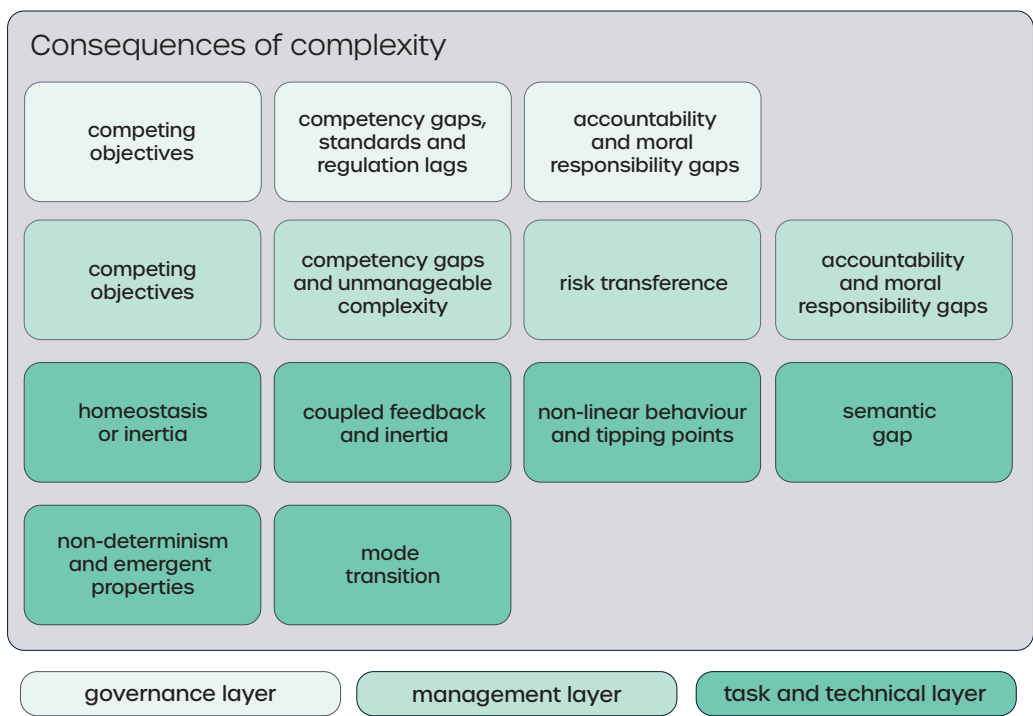 Consequences of complexity
competing
objectives
competency gaps,
standards and
regulation lags
accountability
and moral
responsibility gaps
competing
objectives
competency gaps
and unmanageable
complexity
risk transference
accountability
and moral
responsibility gaps
homeostasis
or inertia
coupled feedback
and inertia
non-linear behaviour
and tipping points
semantic
gap
non-determinism
and emergent
properties
mode
transition
governance layer
management layer
task and technical layer